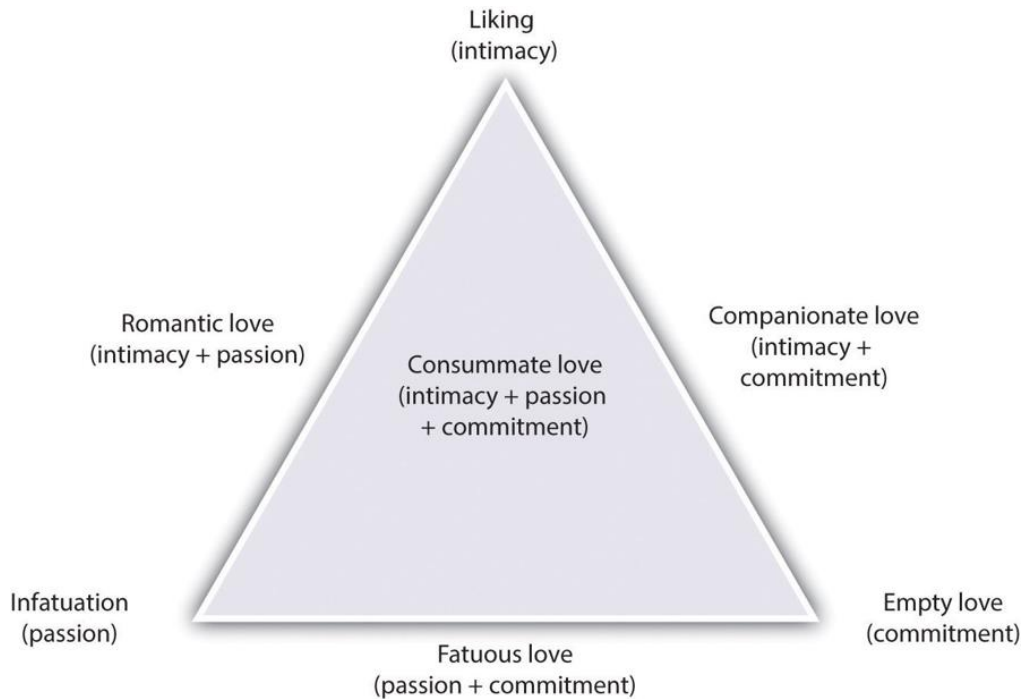 Liking
(intimacy)
Romantic love
(intimacy + passion)
Companionate love
(intimacy +
commitment)
Consummate love
(intimacy + passion
+ commitment)
Infatuation
(passion)
Empty love
(commitment)
Fatuous love
(passion + commitment)